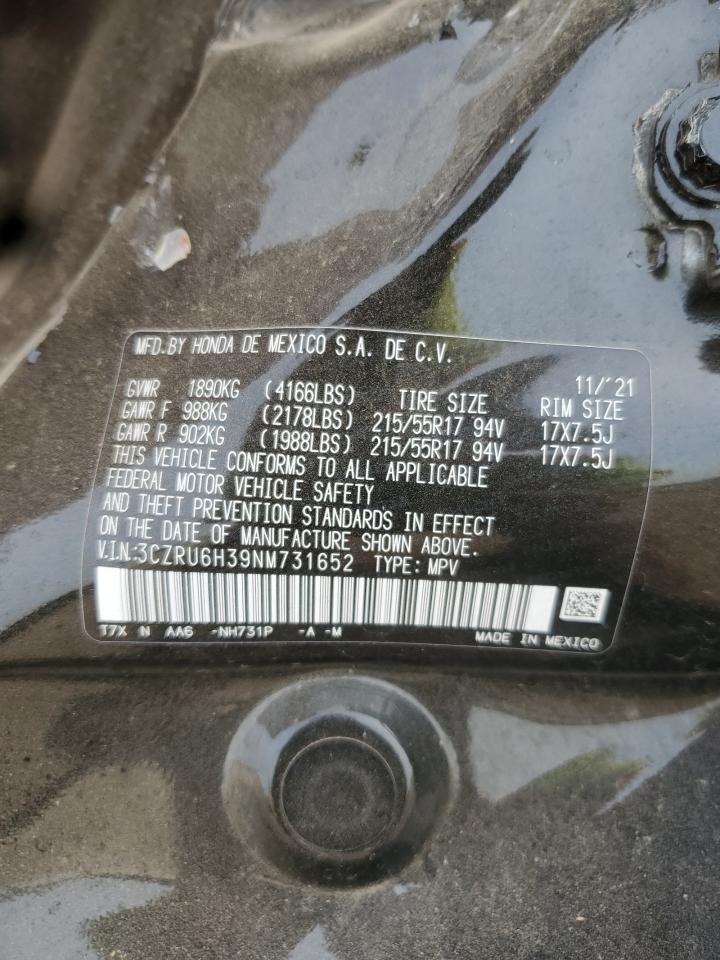 MFD. BY HONDA DE MEXICO S.A. DE C.V.
11/'21
GVWR 1890KG (4166LBS) TIRE SIZE RIM SIZE
GAWR F 988KG (2178LBS) 215/55R17 94V 17X7.5J
GAWR R 902KG (1988LBS) 215/55R17 94V 17X7.5J
THIS VEHICLE CONFORMS TO ALL APPLICABLE
FEDERAL MOTOR VEHICLE SAFETY
AND THEFT PREVENTION STANDARDS IN EFFECT
ON THE DATE OF MANUFACTURE SHOWN ABOVE.
V.I.N:3CZRU6H39NM731652 TYPE: MPV
T7X N AA6 -NH731P -A -M MADE IN MEXICO